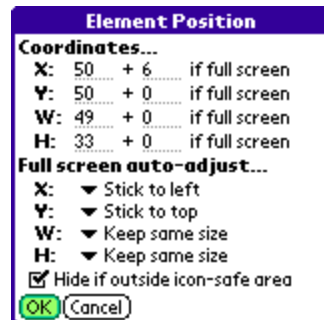 Element Position
Coordinates...
X: 50 + 6 if full screen
Y: 50 + 0 if full screen
W: 49 + 0 if full screen
H: 33 + 0 if full screen
Full screen auto-adjust...
X: Stick to left
Y: Stick to top
W: Keep same size
H: Keep same size
Hide if outside icon-safe area
OK Cancel